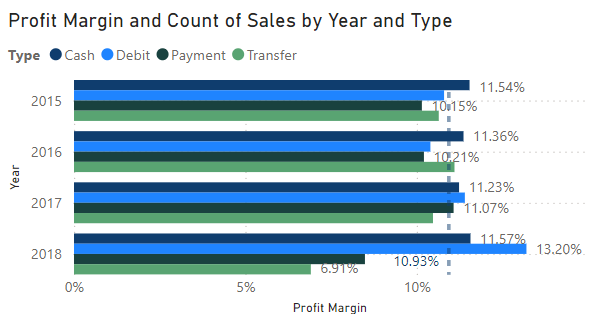 Profit Margin and Count of Sales by Year and Type
Type Cash Debit Payment Transfer
11.54%
2015
10.15%
11.36%
2016
10.21%
11.23%
2017
11.07%
11.57%
13.20%
2018
10.93%
6.91%
Year
0% 5% 10%
Profit Margin